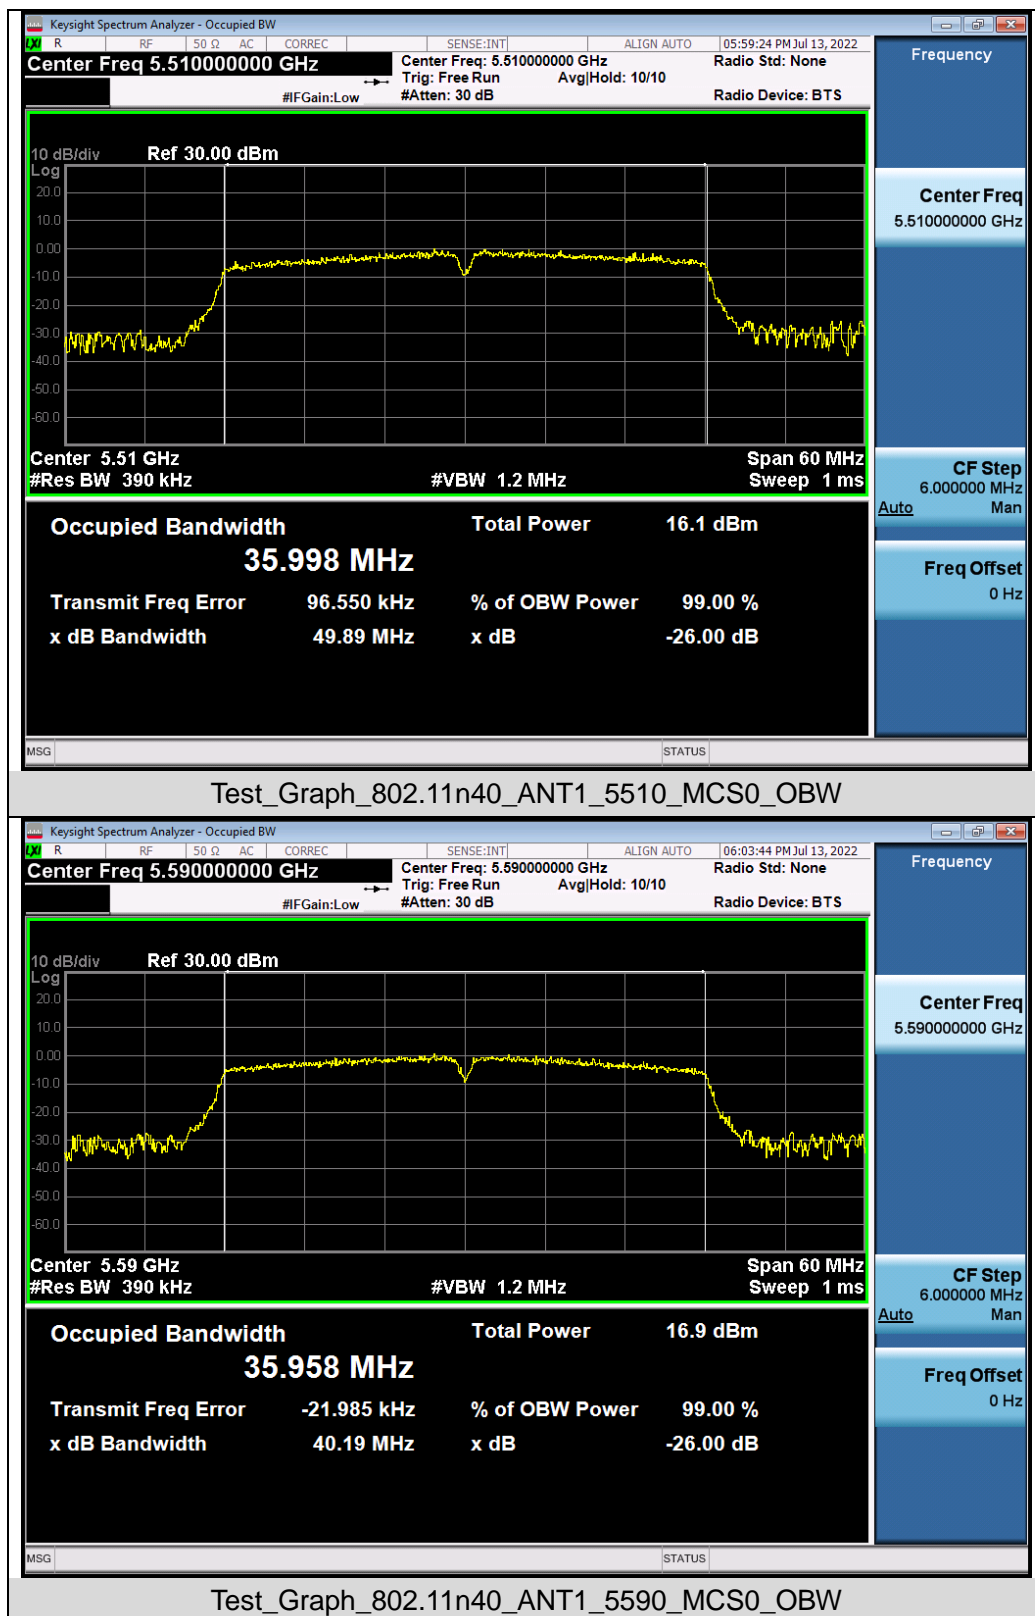 Keysight Spectrum Analyzer - Occupied BW
LXI R RF 50 Ω AC CORREC SENSE:INT ALIGN AUTO 05:59:24 PM Jul 13, 2022
Center Freq 5.510000000 GHz
Center Freq: 5.510000000 GHz Radio Std: None
Trig: Free Run Avg|Hold: 10/10
#IFGain:Low #Atten: 30 dB Radio Device: BTS
10 dB/div Ref 30.00 dBm
Log
20.0
10.0
0.00
-10.0
-20.0
-30.0
-40.0
-50.0
-60.0
Center 5.51 GHz Span 60 MHz
#Res BW 390 kHz #VBW 1.2 MHz Sweep 1 ms
Occupied Bandwidth Total Power 16.1 dBm
35.998 MHz
Transmit Freq Error 96.550 kHz % of OBW Power 99.00 %
x dB Bandwidth 49.89 MHz x dB -26.00 dB
MSG STATUS
Frequency
Center Freq
5.510000000 GHz
CF Step
6.000000 MHz
Auto Man
Freq Offset
0 Hz
Test_Graph_802.11n40_ANT1_5510_MCS0_OBW
Keysight Spectrum Analyzer - Occupied BW
LXI R RF 50 Ω AC CORREC SENSE:INT ALIGN AUTO 06:03:44 PM Jul 13, 2022
Center Freq 5.590000000 GHz
Center Freq: 5.590000000 GHz Radio Std: None
Trig: Free Run Avg|Hold: 10/10
#IFGain:Low #Atten: 30 dB Radio Device: BTS
10 dB/div Ref 30.00 dBm
Log
20.0
10.0
0.00
-10.0
-20.0
-30.0
-40.0
-50.0
-60.0
Center 5.59 GHz Span 60 MHz
#Res BW 390 kHz #VBW 1.2 MHz Sweep 1 ms
Occupied Bandwidth Total Power 16.9 dBm
35.958 MHz
Transmit Freq Error -21.985 kHz % of OBW Power 99.00 %
x dB Bandwidth 40.19 MHz x dB -26.00 dB
MSG STATUS
Frequency
Center Freq
5.590000000 GHz
CF Step
6.000000 MHz
Auto Man
Freq Offset
0 Hz
Test_Graph_802.11n40_ANT1_5590_MCS0_OBW